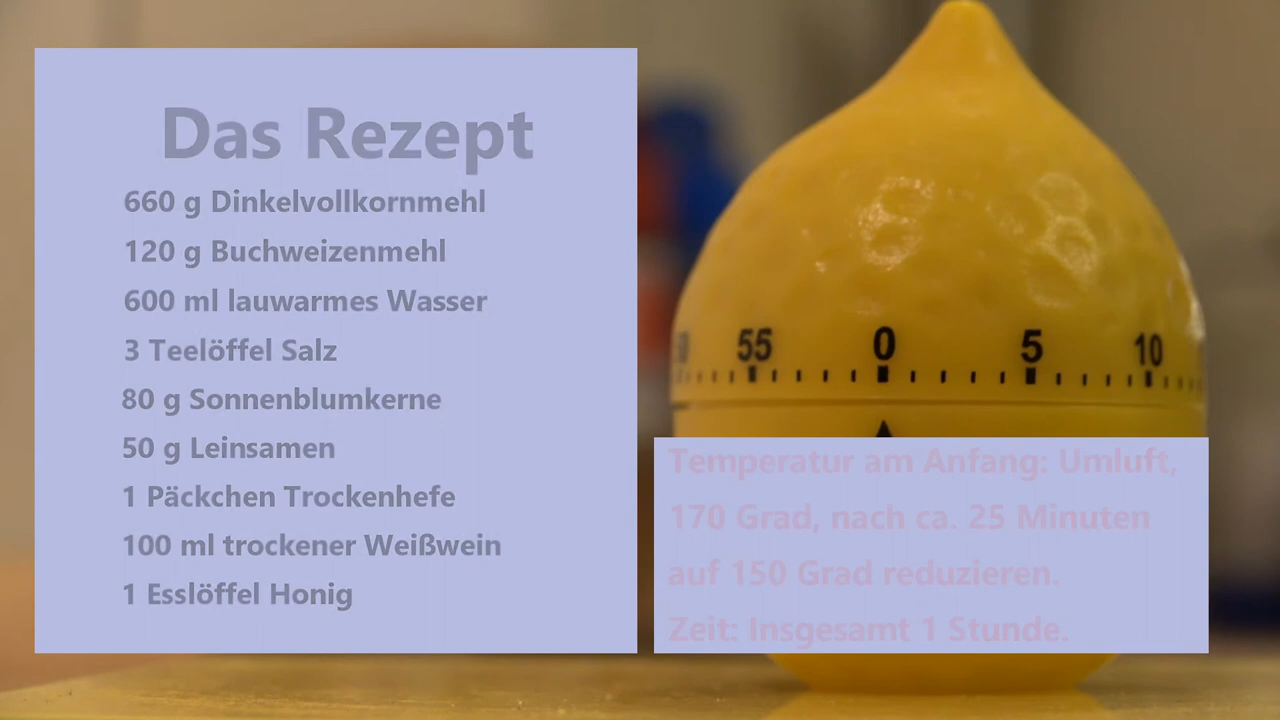 Das Rezept
660 g Dinkelvollkornmehl
120 g Buchweizenmehl
600 ml lauwarmes Wasser
3 Teelöffel Salz
80 g Sonnenblumkerne
50 g Leinsamen
1 Päckchen Trockenhefe
100 ml trockener Weißwein
1 Esslöffel Honig
55 0 5 10
Temperatur am Anfang: Umluft,
170 Grad, nach ca. 25 Minuten
auf 150 Grad reduzieren.
Zeit: Insgesamt 1 Stunde.